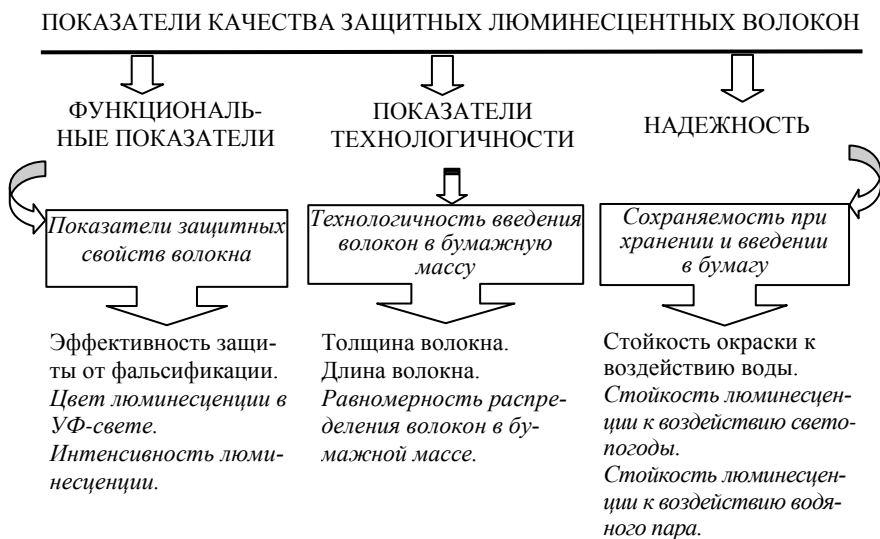 ПОКАЗАТЕЛИ КАЧЕСТВА ЗАЩИТНЫХ ЛЮМИНЕСЦЕНТНЫХ ВОЛОКОН
ФУНКЦИОНАЛЬ-
НЫЕ ПОКАЗАТЕЛИ
Показатели защитных
свойств волокна
Эффективность защи-
ты от фальсификации.
Цвет люминесценции в
УФ-свете.
Интенсивность люми-
несценции.
ПОКАЗАТЕЛИ
ТЕХНОЛОГИЧНОСТИ
Технологичность введения
волокон в бумажную
массу
Толщина волокна.
Длина волокна.
Равномерность распре-
деления волокон в бу-
мажной массе.
НАДЕЖНОСТЬ
Сохраняемость при
хранении и введении
в бумагу
Стойкость окраски к
воздействию воды.
Стойкость люминесцен-
ции к воздействию свето-
погоды.
Стойкость люминесцен-
ции к воздействию водя-
ного пара.